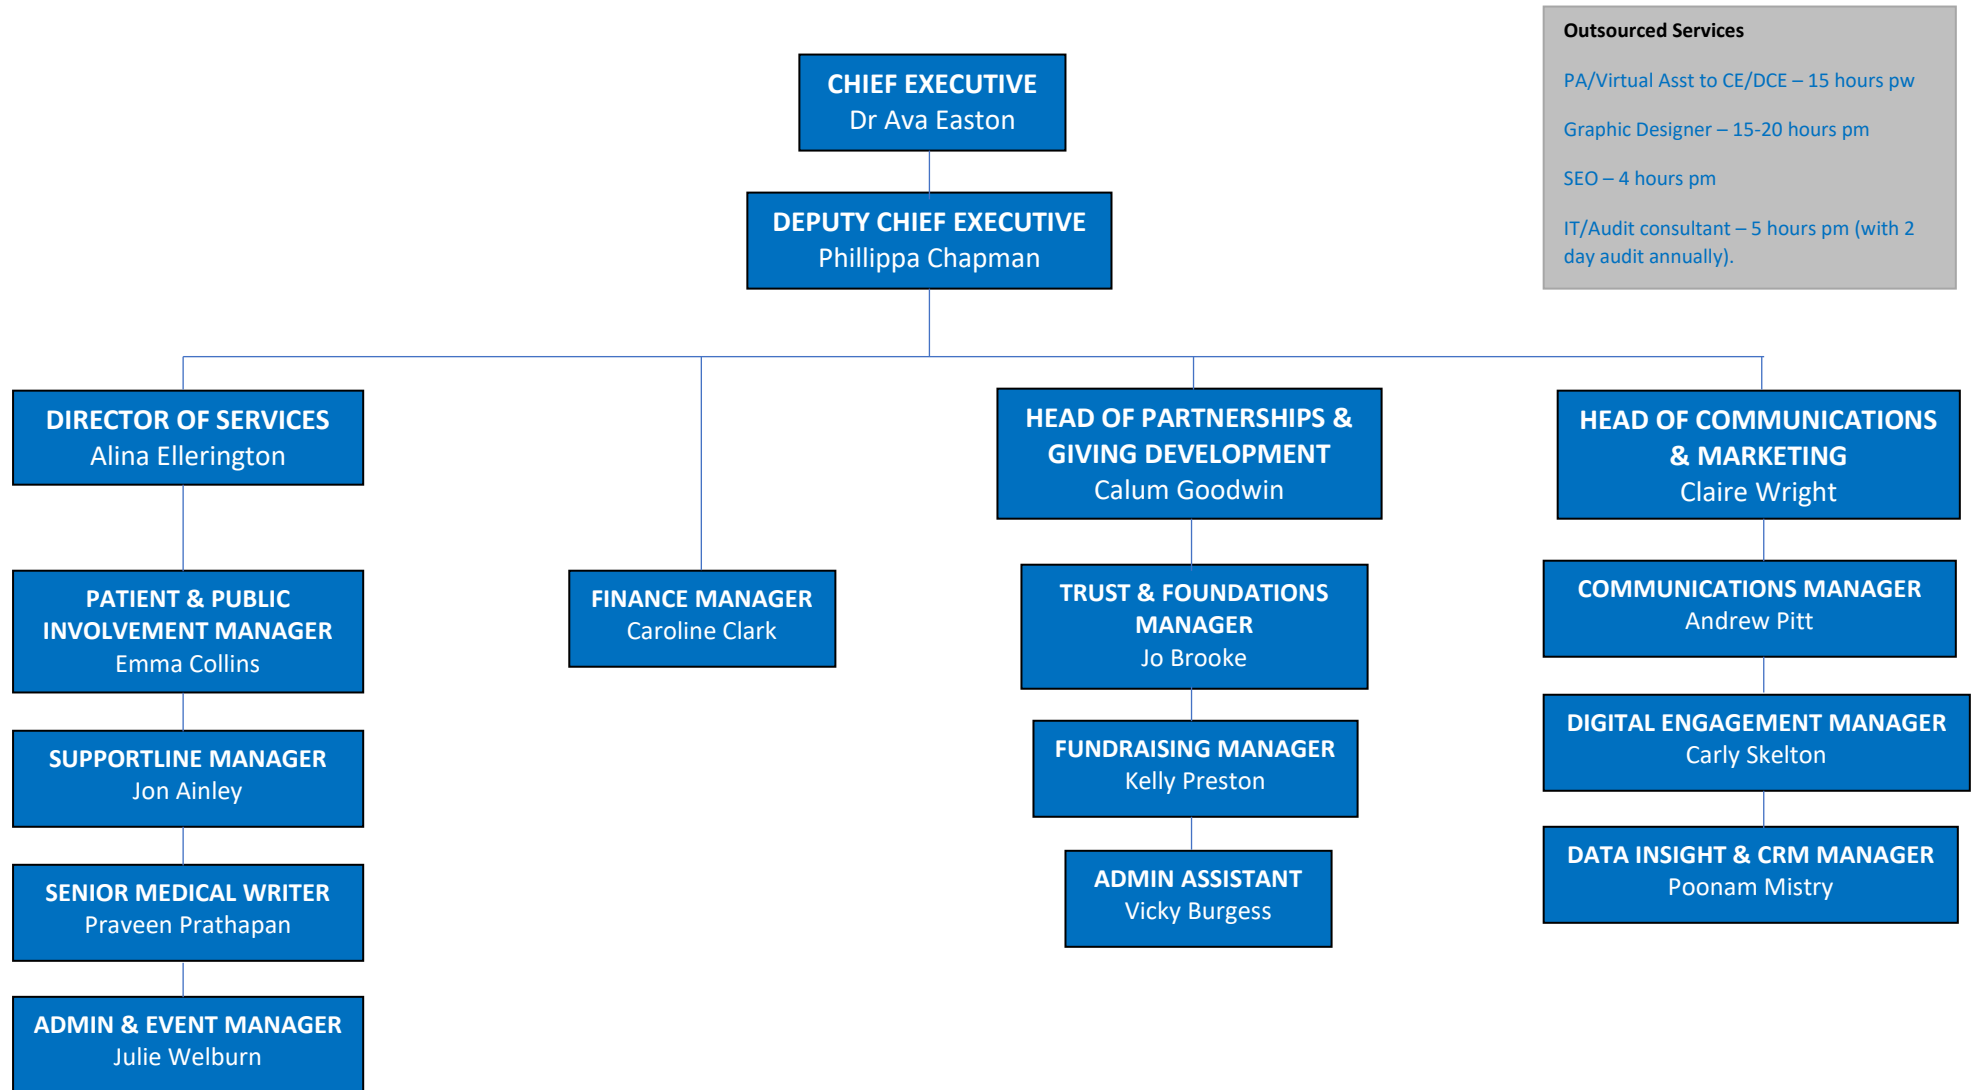 Outsourced Services
PA/Virtual Asst to CE/DCE – 15 hours pw
Graphic Designer – 15-20 hours pm
SEO – 4 hours pm
IT/Audit consultant – 5 hours pm (with 2
day audit annually).
CHIEF EXECUTIVE
Dr Ava Easton
DEPUTY CHIEF EXECUTIVE
Phillippa Chapman
DIRECTOR OF SERVICES
Alina Ellerington
PATIENT & PUBLIC
INVOLVEMENT MANAGER
Emma Collins
SUPPORTLINE MANAGER
Jon Ainley
SENIOR MEDICAL WRITER
Praveen Prathapan
ADMIN & EVENT MANAGER
Julie Welburn
FINANCE MANAGER
Caroline Clark
HEAD OF PARTNERSHIPS &
GIVING DEVELOPMENT
Calum Goodwin
TRUST & FOUNDATIONS
MANAGER
Jo Brooke
FUNDRAISING MANAGER
Kelly Preston
ADMIN ASSISTANT
Vicky Burgess
HEAD OF COMMUNICATIONS
& MARKETING
Claire Wright
COMMUNICATIONS MANAGER
Andrew Pitt
DIGITAL ENGAGEMENT MANAGER
Carly Skelton
DATA INSIGHT & CRM MANAGER
Poonam Mistry